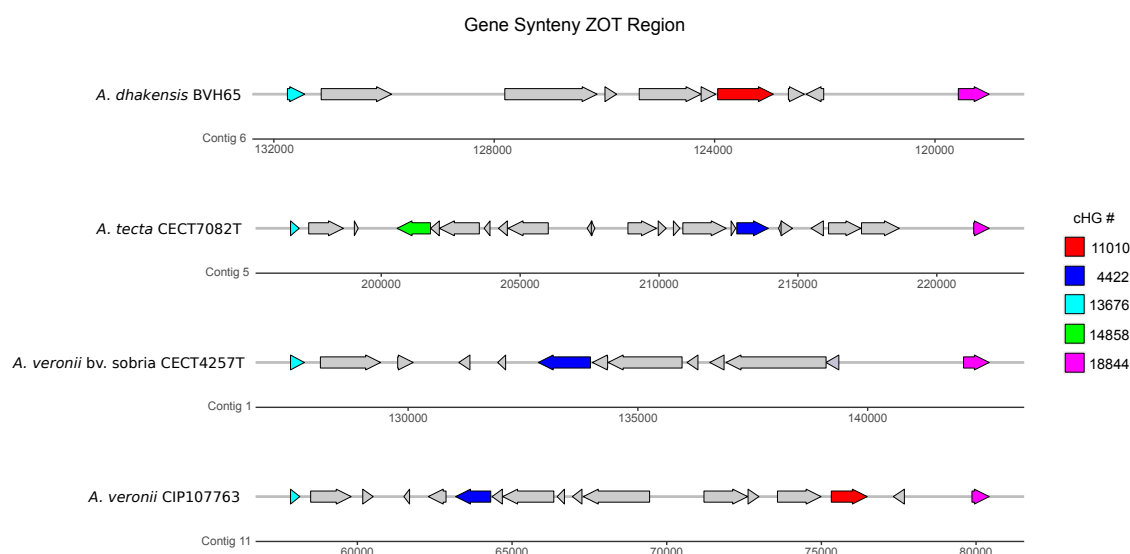 Gene Synteny ZOT Region
A. dhakensis BVH65
Contig 6
132000 128000 124000 120000
A. tecta CECT7082T
Contig 5
200000 205000 210000 215000 220000
A. veronii bv. sobria CECT4257T
Contig 1
130000 135000 140000
A. veronii CIP107763
Contig 11
60000 65000 70000 75000 80000
cHG #
11010
4422
13676
14858
18844